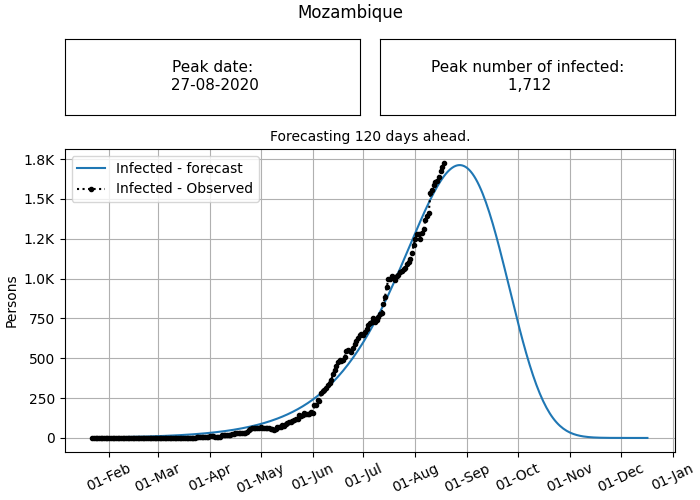 Mozambique
Peak date:
27-08-2020
Peak number of infected:
1,712
Forecasting 120 days ahead.
Infected - forecast
Infected - Observed
Persons
1.8K
1.5K
1.2K
1.0K
750
500
250
0
01-Feb
01-Mar
01-Apr
01-May
01-Jun
01-Jul
01-Aug
01-Sep
01-Oct
01-Nov
01-Dec
01-Jan